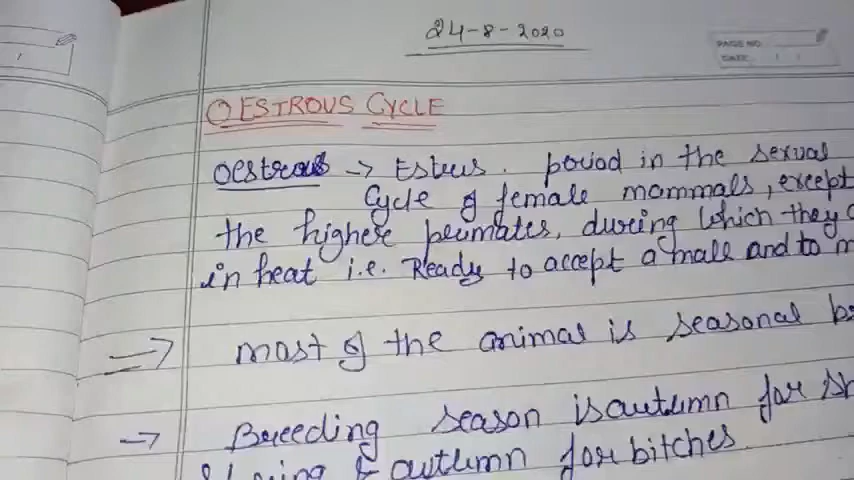 24-8-2020
PAGE NO
DATE
OESTROUS CYCLE
Oestrous → Estrus. period in the sexual
Cycle of female mammals, except
the higher primates, during which they
in heat i.e. Ready to accept a male and to
→ most of the animal is seasonal
→ Breeding season is autumn for
& autumn for bitches